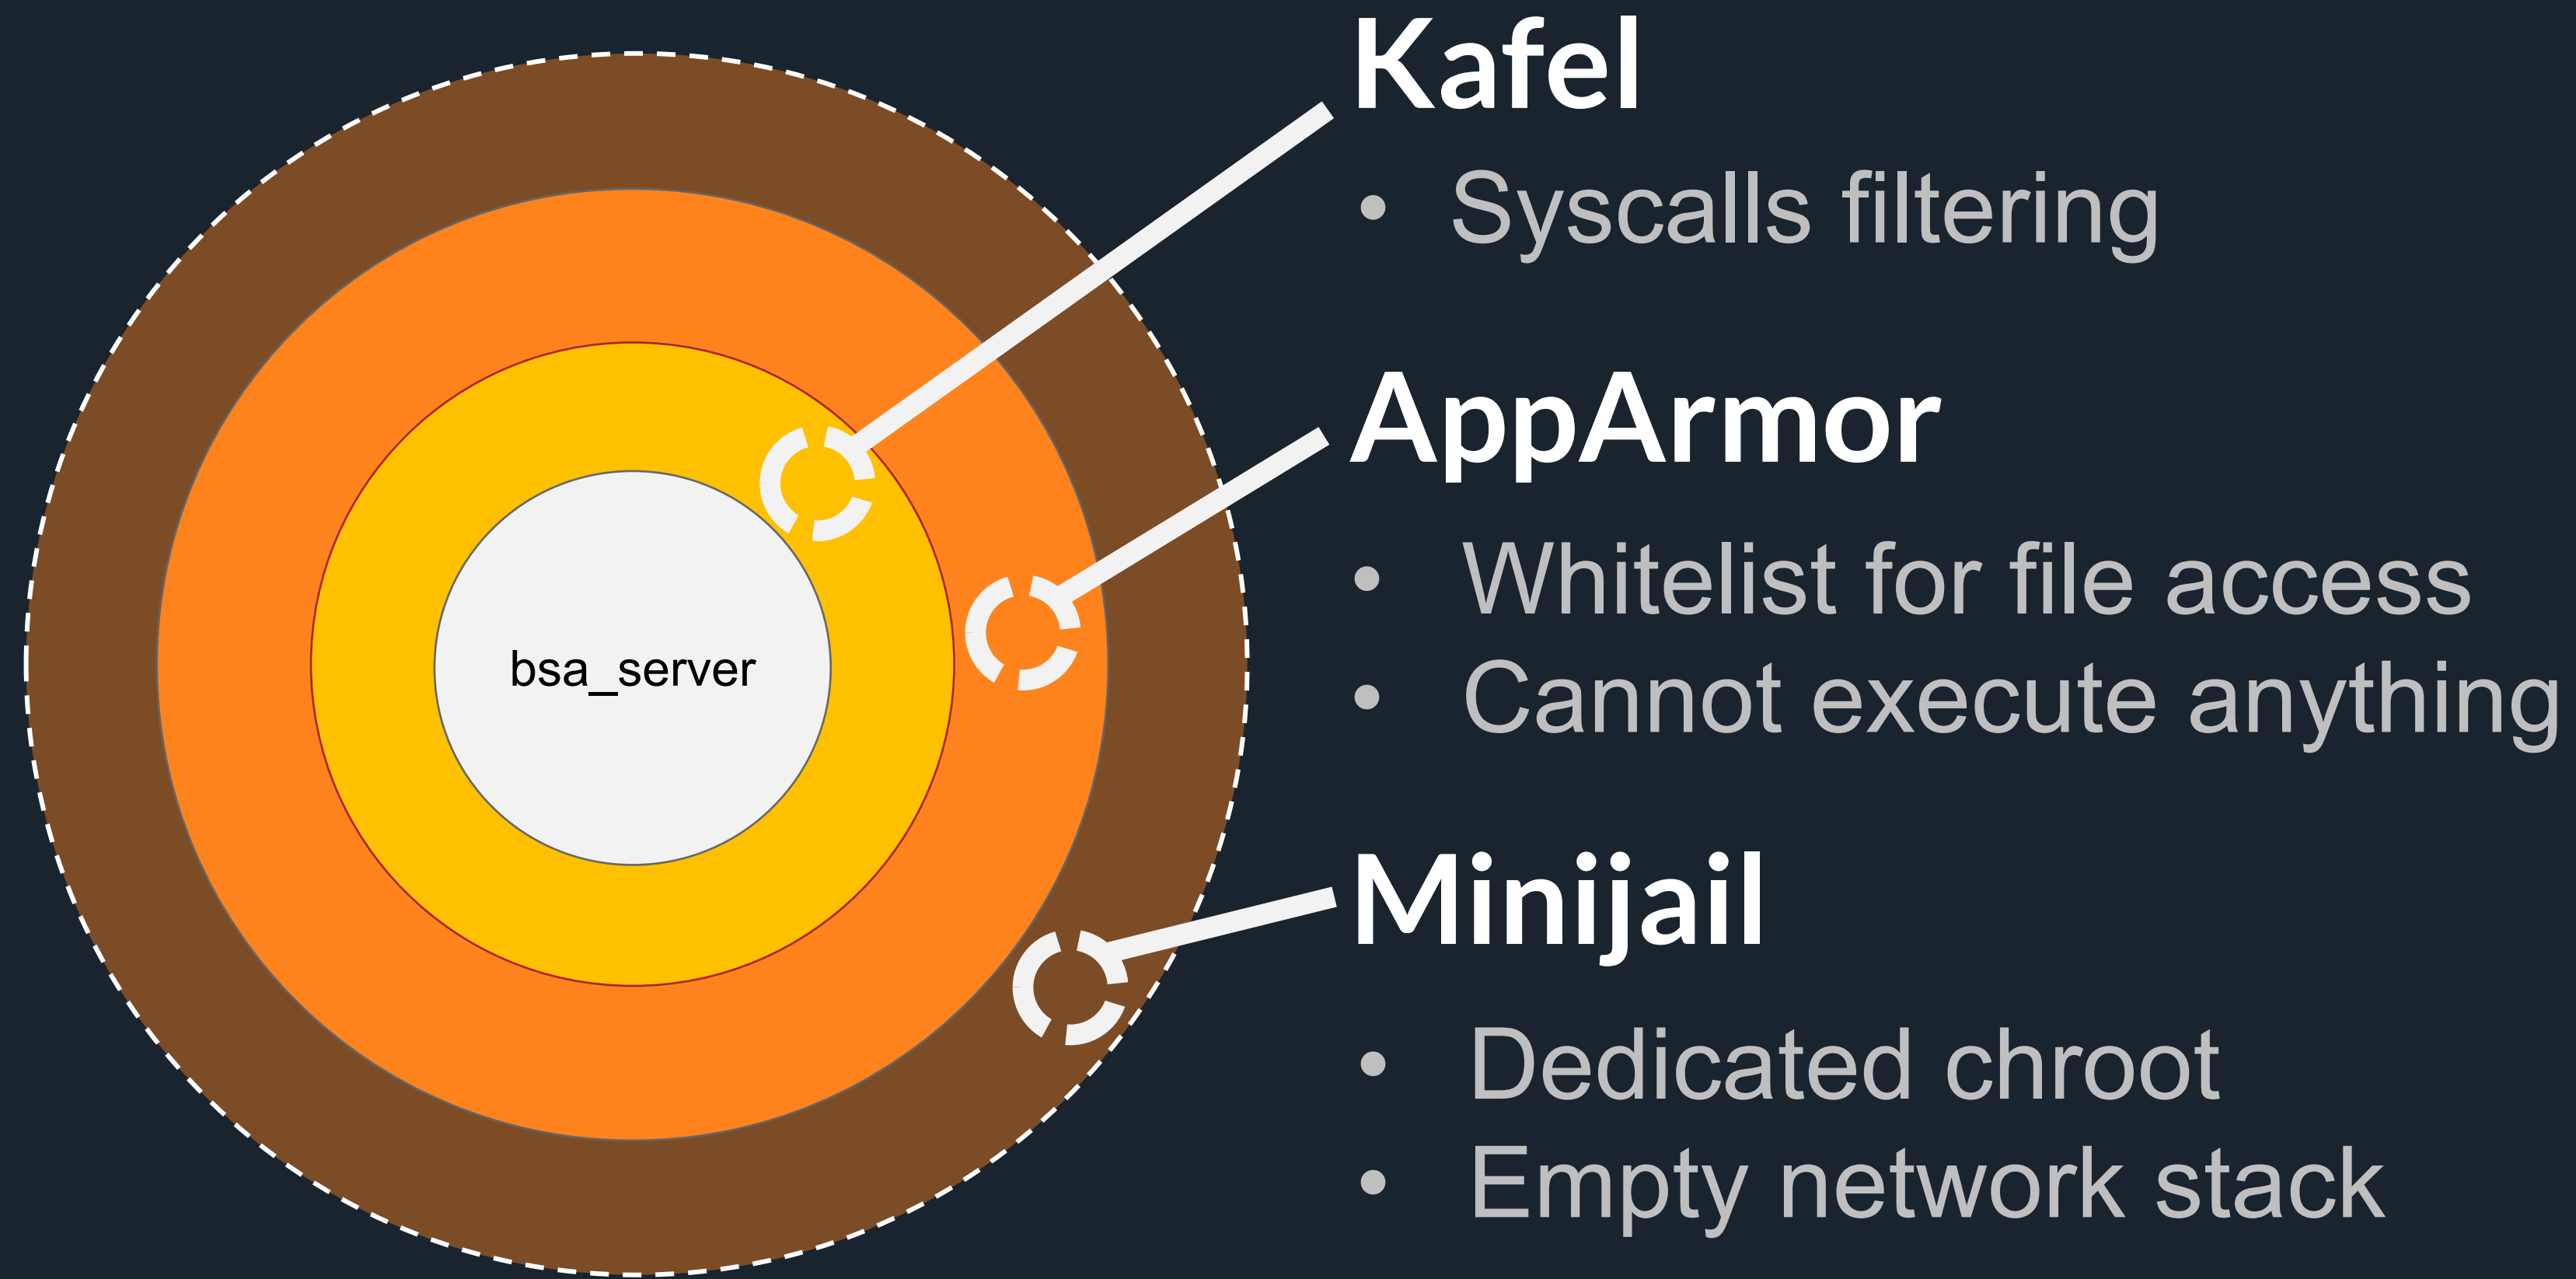 Kafel
• Syscalls filtering
AppArmor
• Whitelist for file access
• Cannot execute anything
bsa_server
Minijail
• Dedicated chroot
• Empty network stack